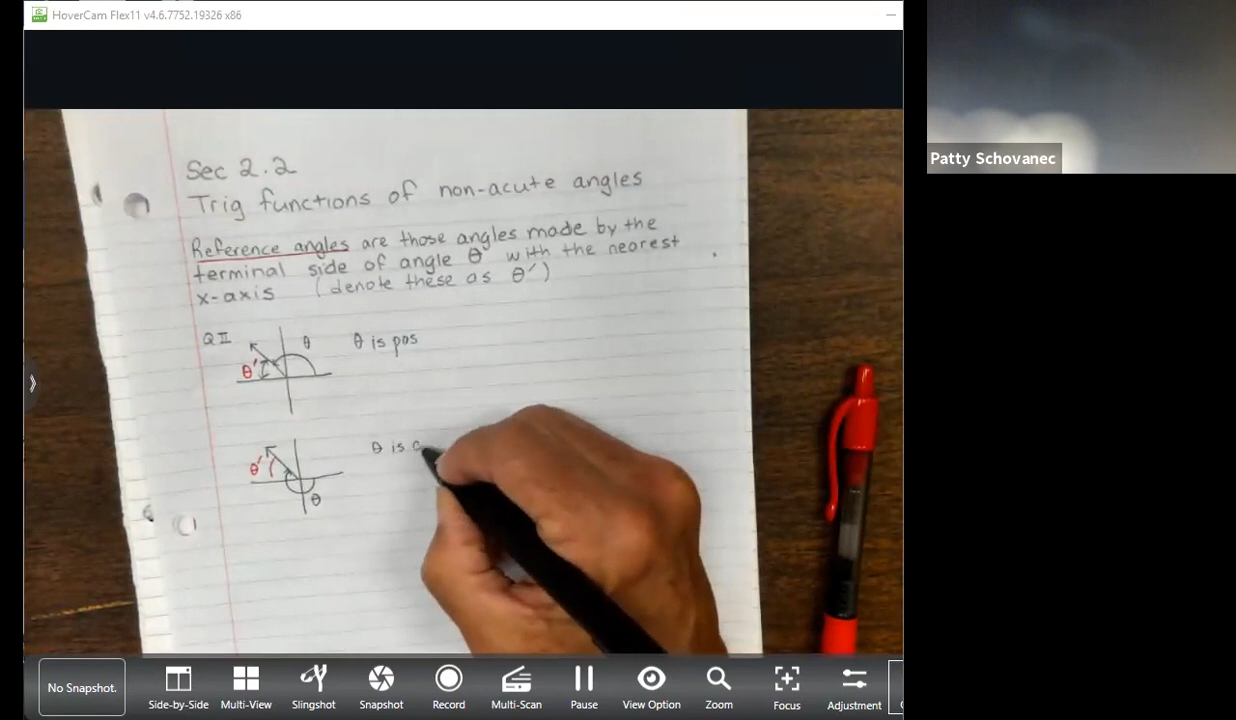 HoverCam Flex11 v4.6.7752.19326 x86
Patty Schovanec
Sec 2.2
Trig functions of non-acute angles
Reference angles are those angles made by the
terminal side of angle θ with the nearest
x-axis (denote these as θ′)
QII
θ
θ is pos
θ′
θ is
θ′
θ
No Snapshot.
Side-by-Side
Multi-View
Slingshot
Snapshot
Record
Multi-Scan
Pause
View Option
Zoom
Focus
Adjustment